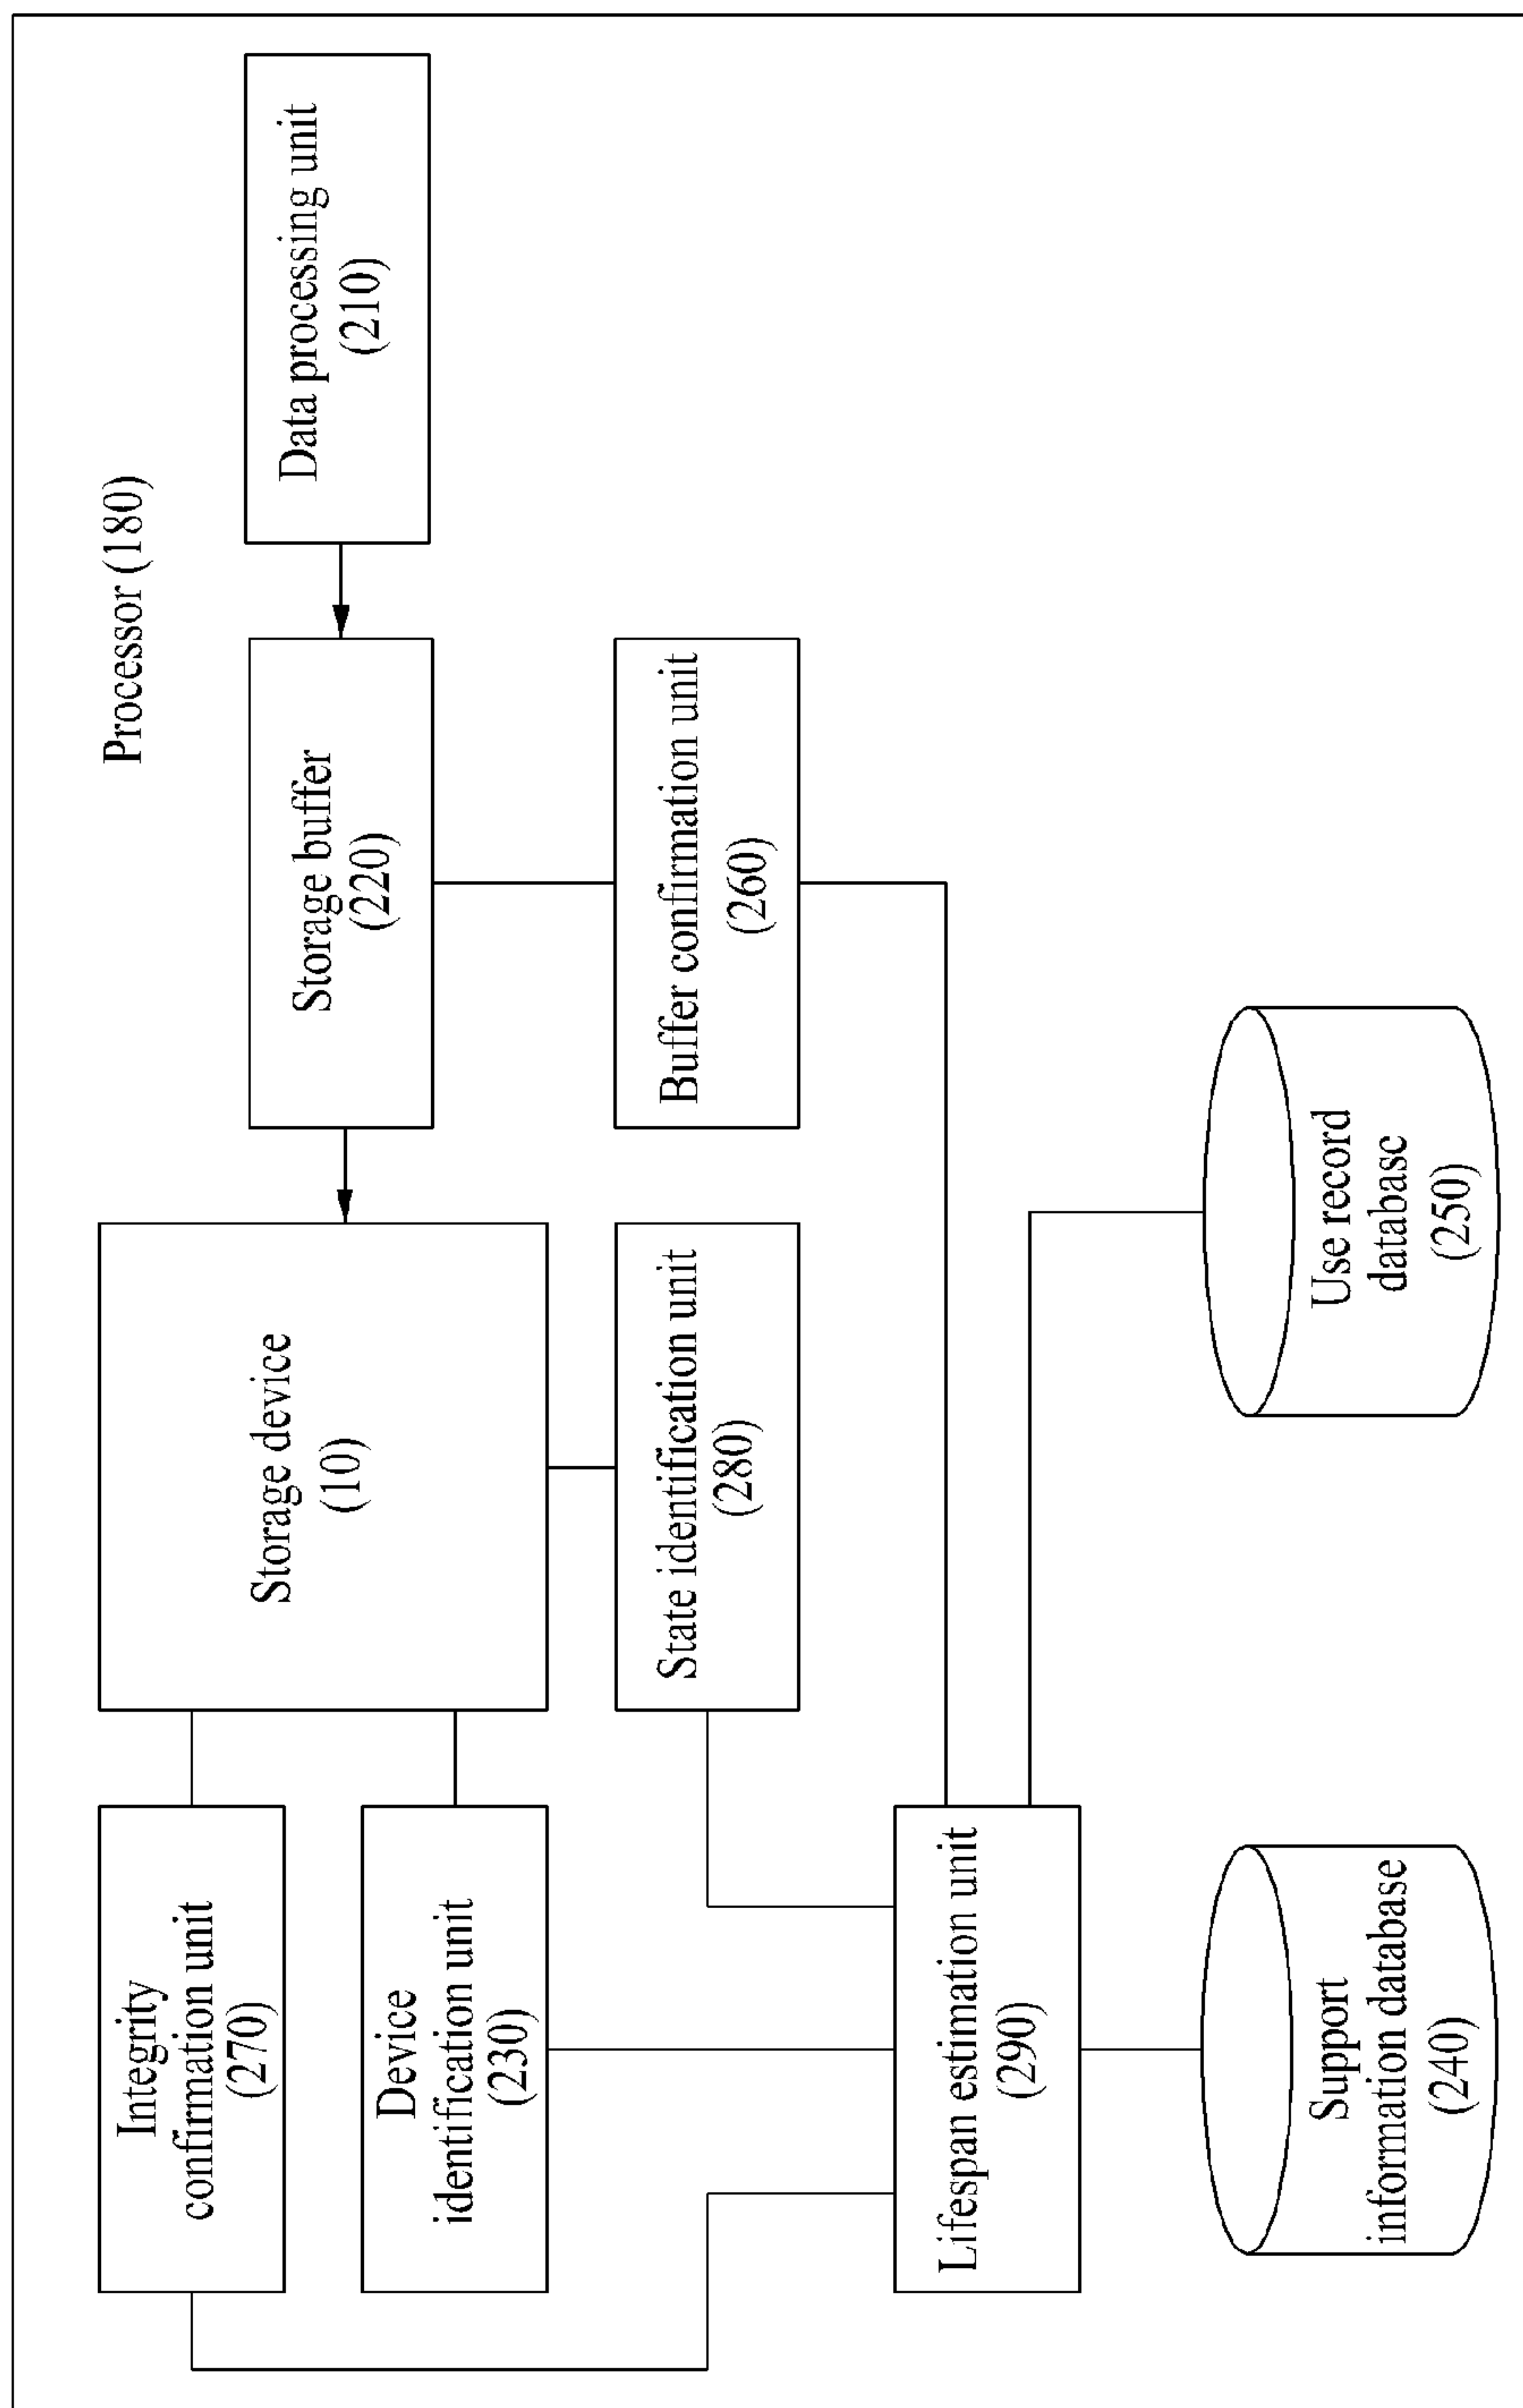 Processor (180)
Integrity
confirmation unit
(270)
Device
identification unit
(230)
Storage device
(10)
Storage buffer
(220)
Data processing unit
(210)
State identification unit
(280)
Buffer confirmation unit
(260)
Lifespan estimation unit
(290)
Support
information database
(240)
Use record
database
(250)